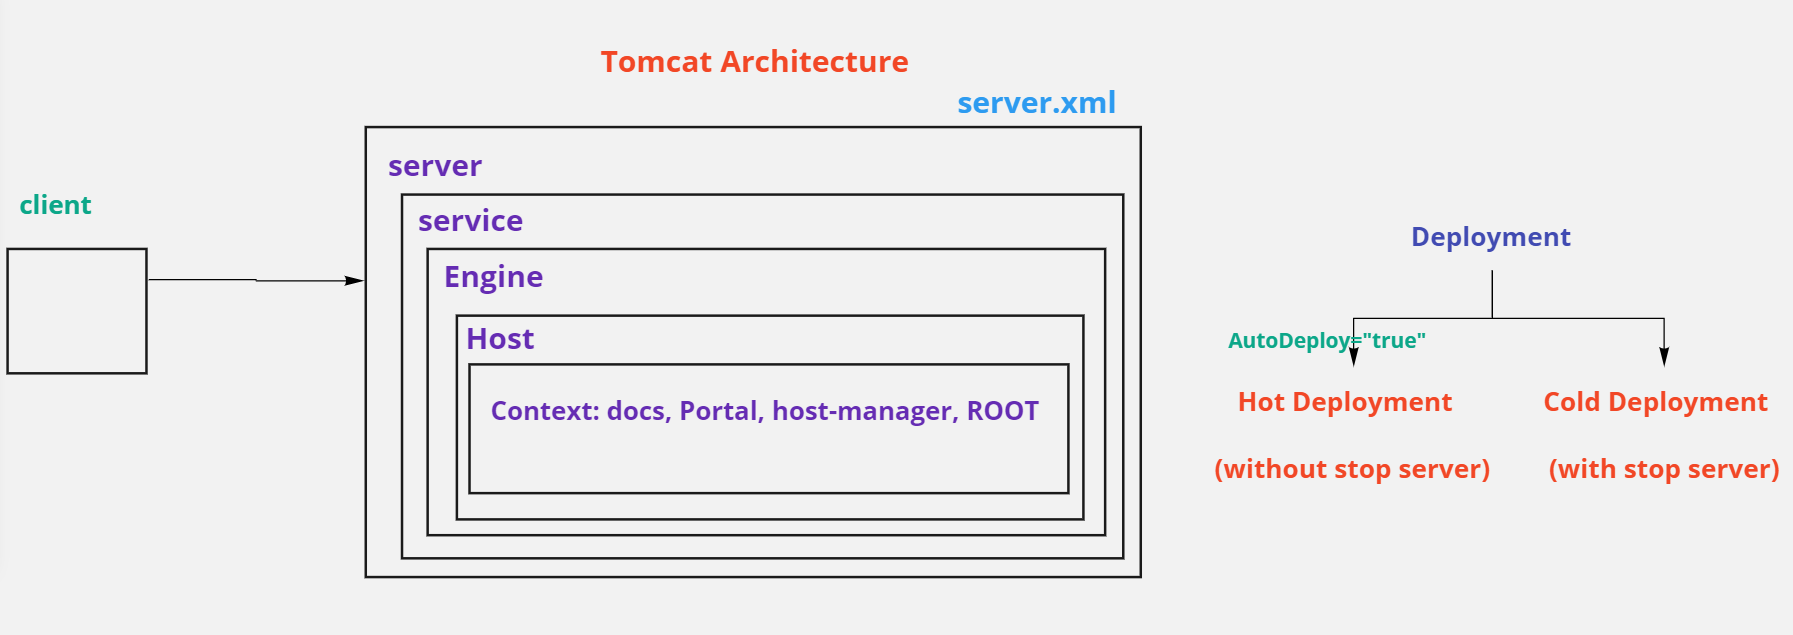 Tomcat Architecture
server.xml
client
server
service
Engine
Host
Context: docs, Portal, host-manager, ROOT
Deployment
AutoDeploy="true"
Hot Deployment
(without stop server)
Cold Deployment
(with stop server)